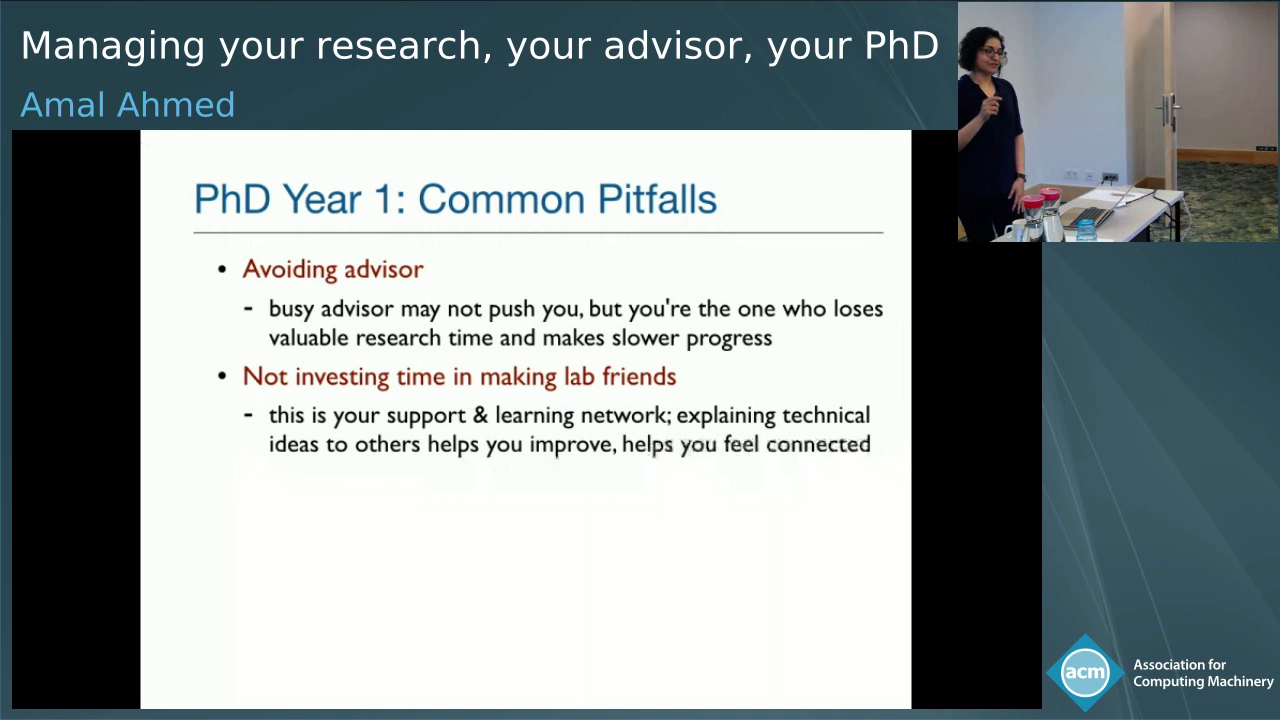 Managing your research, your advisor, your PhD
Amal Ahmed
PhD Year 1: Common Pitfalls
• Avoiding advisor
- busy advisor may not push you, but you're the one who loses
valuable research time and makes slower progress
• Not investing time in making lab friends
- this is your support & learning network; explaining technical
ideas to others helps you improve, helps you feel connected
acm
Association for
Computing Machinery